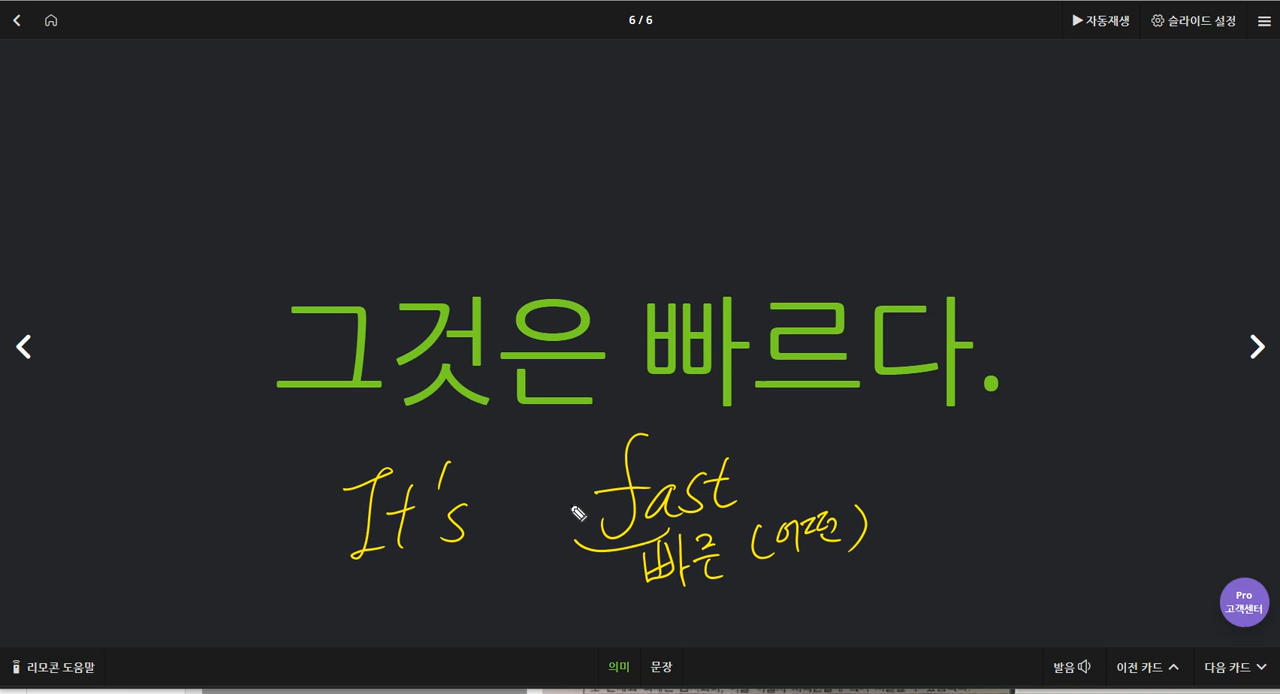 6 / 6
자동재생
슬라이드 설정
그것은 빠르다.
It's fast
빠른 (어떤)
Pro
고객센터
리모콘 도움말
의미
문장
발음
이전 카드
다음 카드